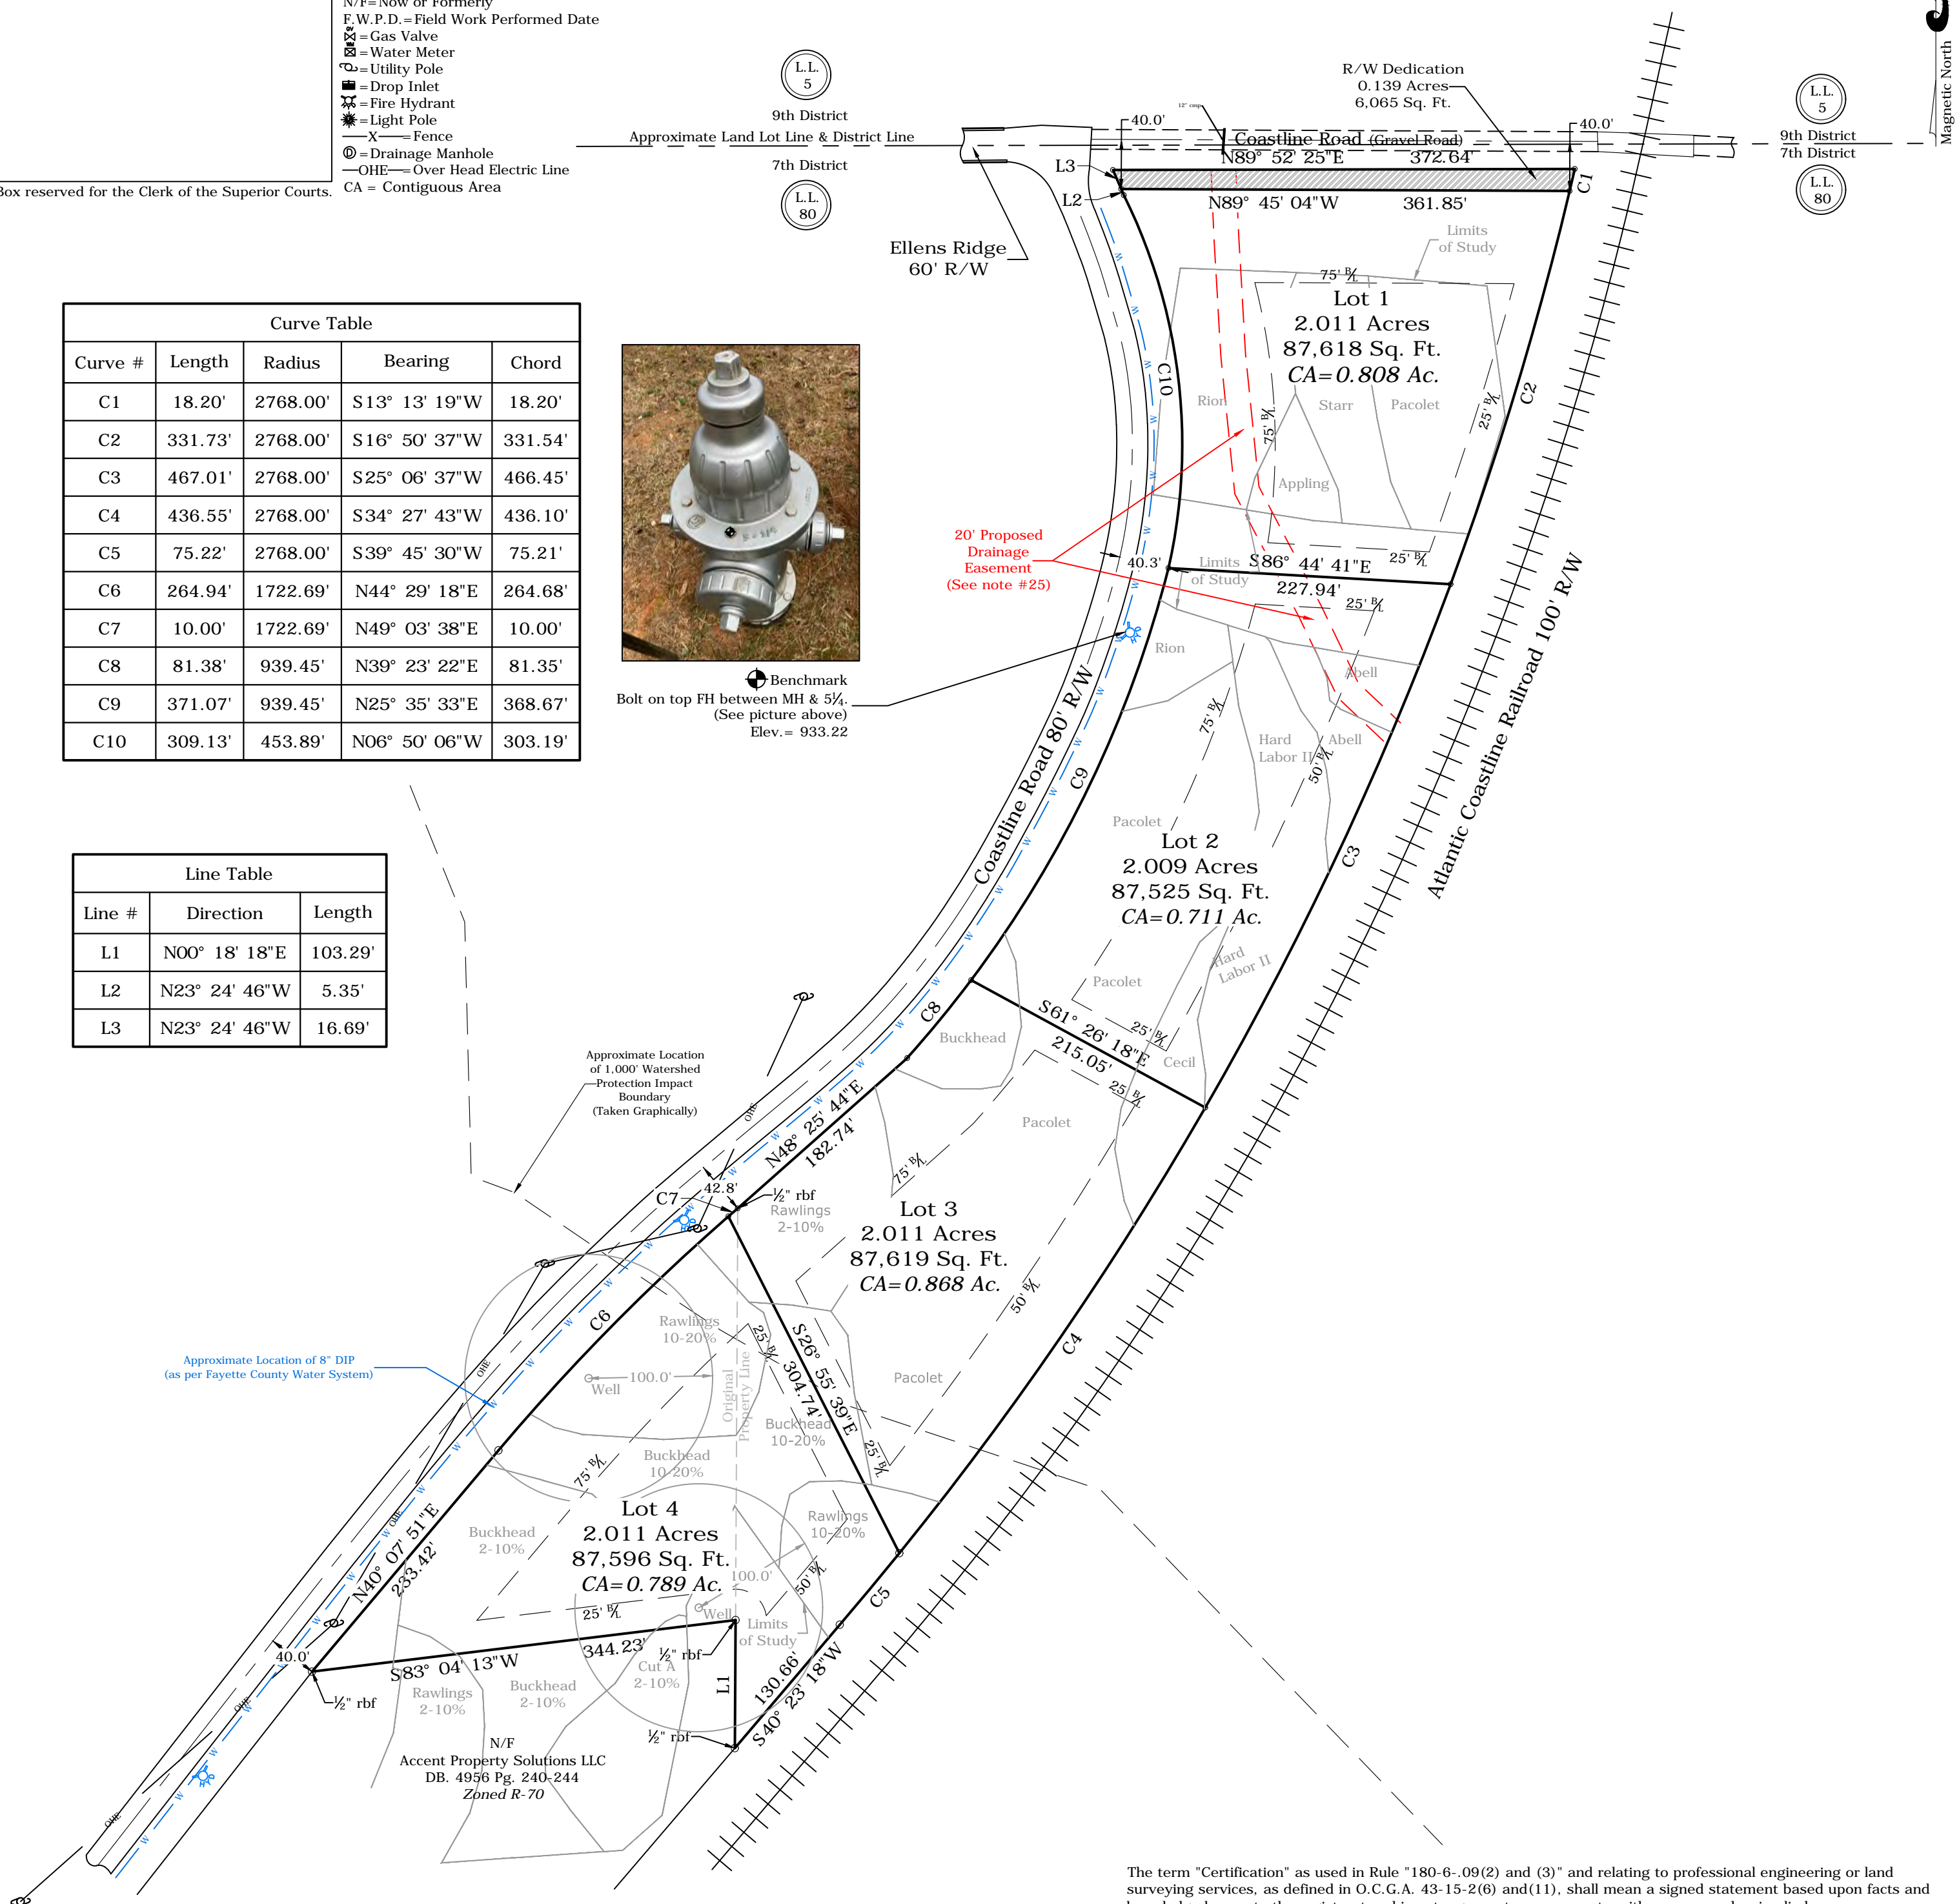 N/F=Now or Formerly
F.W.P.D.=Field Work Performed Date
=Gas Valve
=Water Meter
=Utility Pole
=Drop Inlet
=Fire Hydrant
=Light Pole
X =Fence
D =Drainage Manhole
OHE =Over Head Electric Line
CA = Contiguous Area
Box reserved for the Clerk of the Superior Courts.
L.L.
5
9th District
Approximate Land Lot Line & District Line
7th District
L.L.
80
Ellens Ridge
60' R/W
R/W Dedication
0.139 Acres
6,065 Sq. Ft.
12" cmp
40.0'
40.0'
Coastline Road (Gravel Road)
N89° 52' 25"E 372.64'
L3
L2
N89° 45' 04"W 361.85'
C1
L.L.
5
9th District
7th District
L.L.
80
Magnetic North
Limits
of Study
75' B/L
Lot 1
2.011 Acres
87,618 Sq. Ft.
CA=0.808 Ac.
C10
C2
Rion
Starr
Pacolet
75' B/L
25' B/L
Appling
Curve Table
Curve # Length Radius Bearing Chord
C1 18.20' 2768.00' S13° 13' 19"W 18.20'
C2 331.73' 2768.00' S16° 50' 37"W 331.54'
C3 467.01' 2768.00' S25° 06' 37"W 466.45'
C4 436.55' 2768.00' S34° 27' 43"W 436.10'
C5 75.22' 2768.00' S39° 45' 30"W 75.21'
C6 264.94' 1722.69' N44° 29' 18"E 264.68'
C7 10.00' 1722.69' N49° 03' 38"E 10.00'
C8 81.38' 939.45' N39° 23' 22"E 81.35'
C9 371.07' 939.45' N25° 35' 33"E 368.67'
C10 309.13' 453.89' N06° 50' 06"W 303.19'
20' Proposed
Drainage
Easement
(See note #25)
40.3'
Limits
of Study
S86° 44' 41"E
227.94'
25' B/L
25' B/L
Benchmark
Bolt on top FH between MH & 5¼.
(See picture above)
Elev.= 933.22
Rion
Abell
75' B/L
Hard
Labor II
Abell
50' B/L
Coastline Road 80' R/W
C9
Pacolet
Lot 2
2.009 Acres
87,525 Sq. Ft.
CA=0.711 Ac.
C3
Atlantic Coastline Railroad 100' R/W
Line Table
Line # Direction Length
L1 N00° 18' 18"E 103.29'
L2 N23° 24' 46"W 5.35'
L3 N23° 24' 46"W 16.69'
Hard
Labor II
Pacolet
C8
Buckhead
S61° 26' 18"E
215.05'
25' B/L
25' B/L
Cecil
Approximate Location
of 1,000' Watershed
Protection Impact
Boundary
(Taken Graphically)
OHE
N48° 25' 44"E
182.74'
Pacolet
75' B/L
C7
42.8'
½" rbf
Rawlings
2-10%
Lot 3
2.011 Acres
87,619 Sq. Ft.
CA=0.868 Ac.
50' B/L
C4
C6
Rawlings
10-20%
25' B/L
S26° 55' 39"E
304.74'
Approximate Location of 8" DIP
(as per Fayette County Water System)
OHE
100.0'
Well
Original
Property Line
Pacolet
Buckhead
10-20%
25' B/L
Buckhead
10-20%
75' B/L
Lot 4
2.011 Acres
87,596 Sq. Ft.
CA=0.789 Ac.
Rawlings
10-20%
Buckhead
2-10%
OHE
N40° 07' 51"E
233.42'
100.0'
50' B/L
C5
25' B/L
Well
Limits
of Study
344.23'
S83° 04' 13"W
½" rbf
40.0'
Cut A
2-10%
L1
130.66'
S40° 23' 18"W
½" rbf
Rawlings
2-10%
Buckhead
2-10%
OHE
½" rbf
N/F
Accent Property Solutions LLC
DB. 4956 Pg. 240-244
Zoned R-70
OHE
The term "Certification" as used in Rule "180-6-.09(2) and (3)" and relating to professional engineering or land
surveying services, as defined in O.C.G.A. 43-15-2(6) and(11), shall mean a signed statement based upon facts and